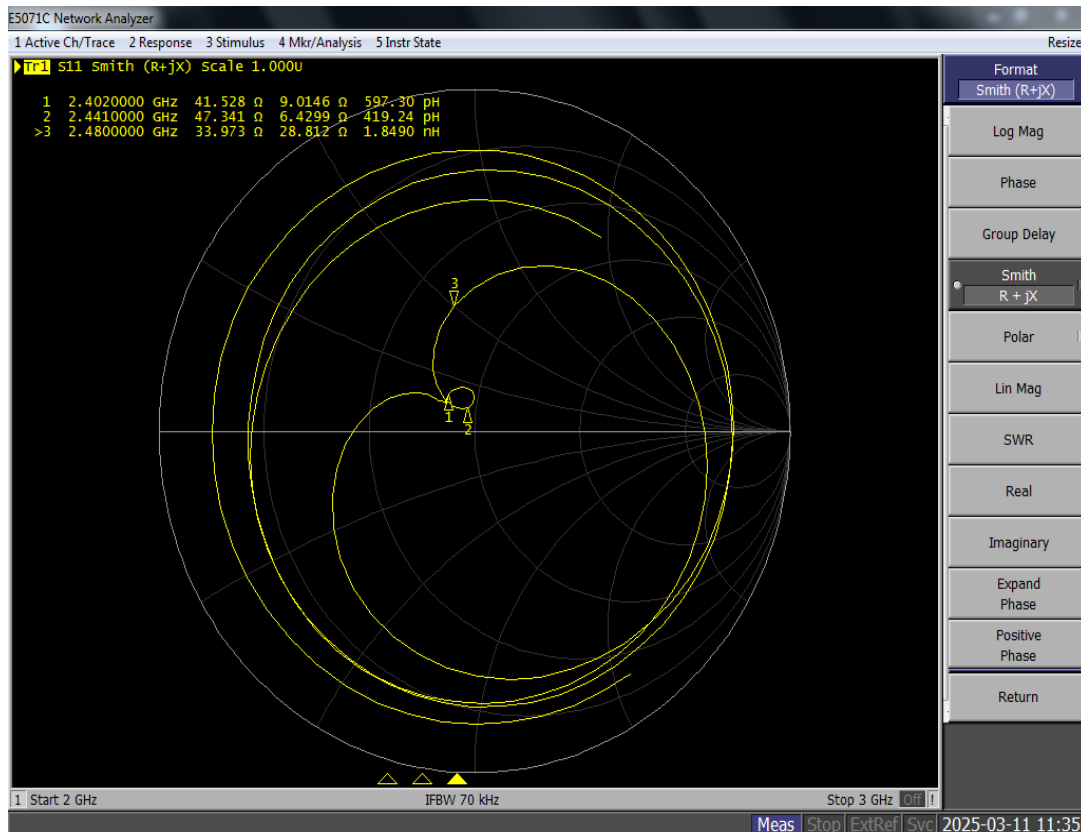 E5071C Network Analyzer
1 Active Ch/Trace 2 Response 3 Stimulus 4 Mkr/Analysis 5 Instr State
Resize
Tr1 S11 Smith (R+jX) Scale 1.000U
1 2.4020000 GHz 41.528 Ω 9.0146 Ω 597.30 pH
2 2.4410000 GHz 47.341 Ω 6.4299 Ω 419.24 pH
>3 2.4800000 GHz 33.973 Ω 28.812 Ω 1.8490 nH
3
1
2
Format
Smith (R+jX)
Log Mag
Phase
Group Delay
Smith
R + jX
Polar
Lin Mag
SWR
Real
Imaginary
Expand
Phase
Positive
Phase
Return
1 Start 2 GHz
IFBW 70 kHz
Stop 3 GHz Off !
Meas Stop ExtRef Svc 2025-03-11 11:35